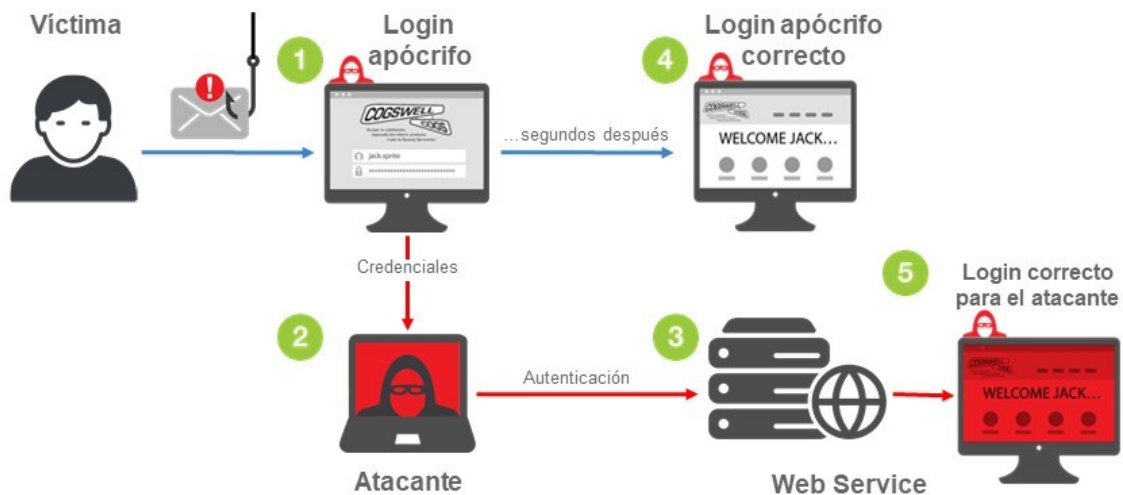 Víctima
Login
apócrifo
Login apócrifo
correcto
1
4
!
COGSWELL
COGS
jack.sprite
******************************
...segundos después
WELCOME JACK...
Credenciales
5
Login correcto
para el atacante
2
3
Autenticación
WELCOME JACK...
Atacante
Web Service